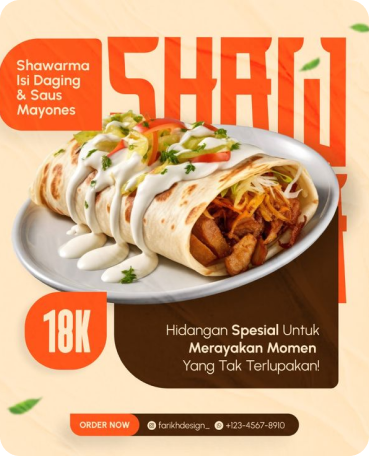 Shawarma
Isi Daging
& Saus
Mayones
SHAW
18K
Hidangan Spesial Untuk
Merayakan Momen
Yang Tak Terlupakan!
ORDER NOW
farikhdesign_
+123-4567-8910